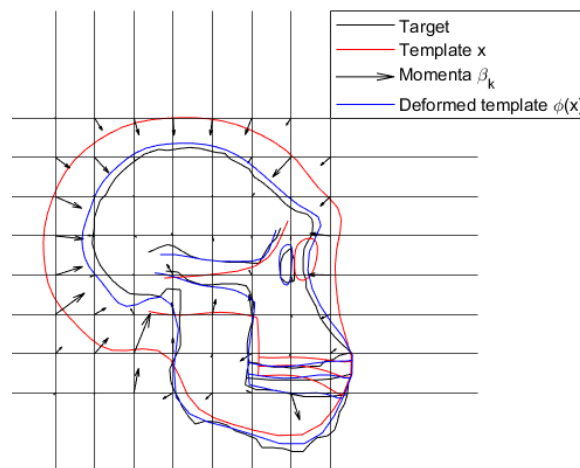 Target
Template x
Momenta β_k
Deformed template ϕ(x)